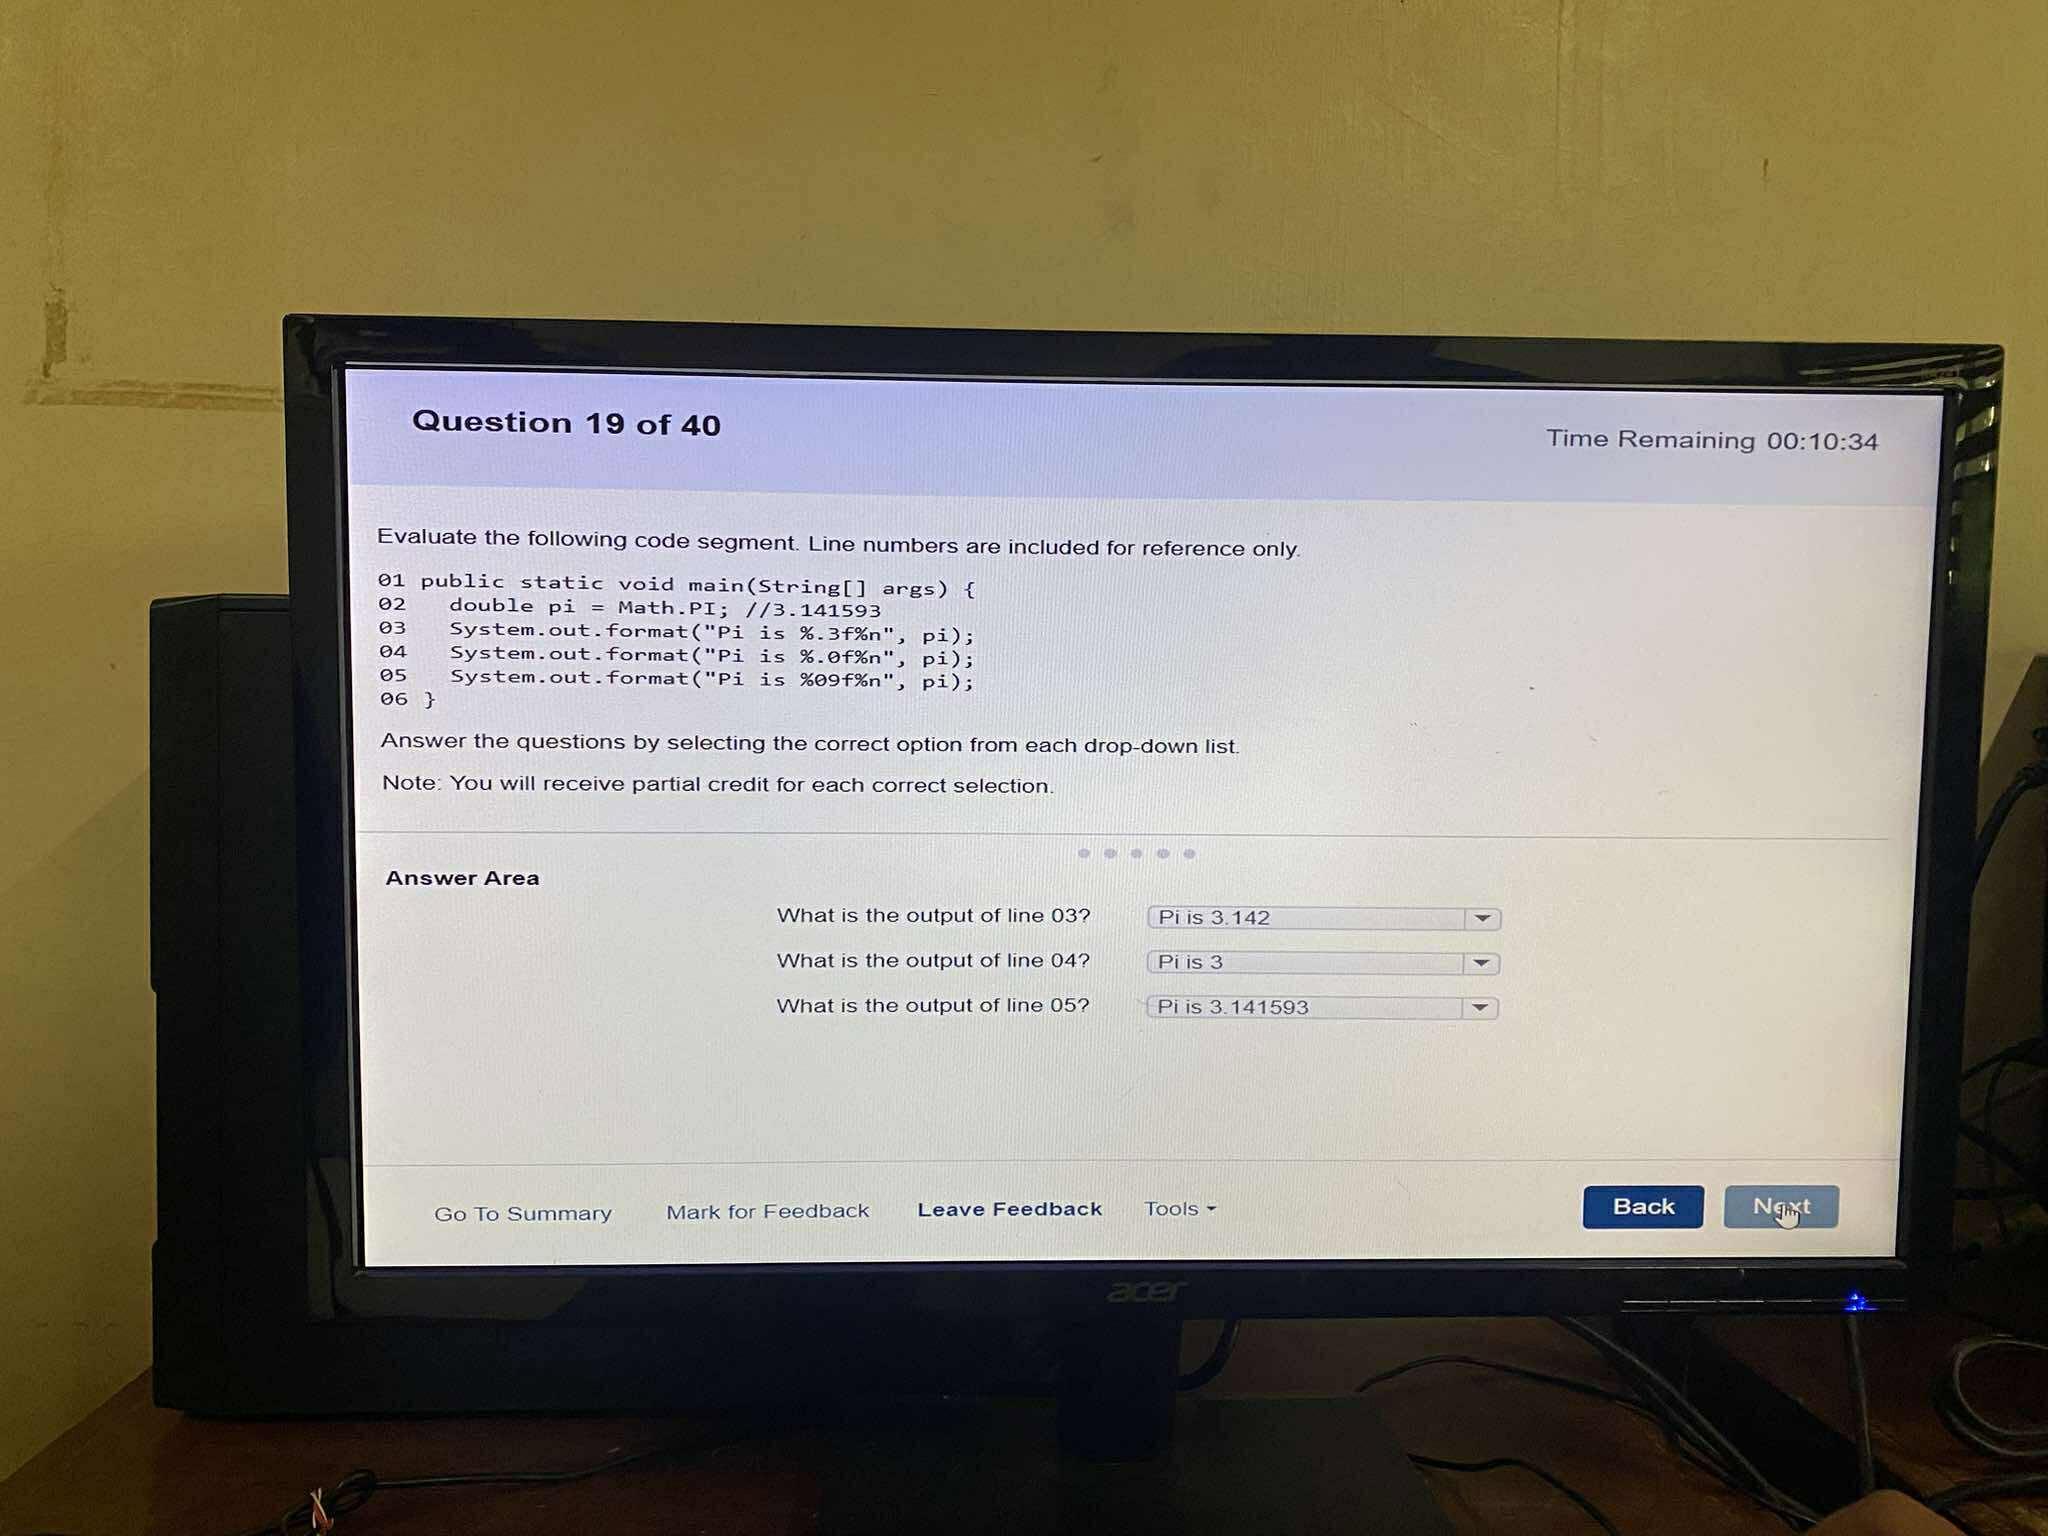 Question 19 of 40
Time Remaining 00:10:34
Evaluate the following code segment. Line numbers are included for reference only.
01 public static void main(String[] args) {
02   double pi = Math.PI; //3.141593
03   System.out.format("Pi is %.3f%n", pi);
04   System.out.format("Pi is %.0f%n", pi);
05   System.out.format("Pi is %09f%n", pi);
06 }
Answer the questions by selecting the correct option from each drop-down list.
Note: You will receive partial credit for each correct selection.
Answer Area
What is the output of line 03? Pi is 3.142
What is the output of line 04? Pi is 3
What is the output of line 05? Pi is 3.141593
Go To Summary Mark for Feedback Leave Feedback Tools Back Next
acer